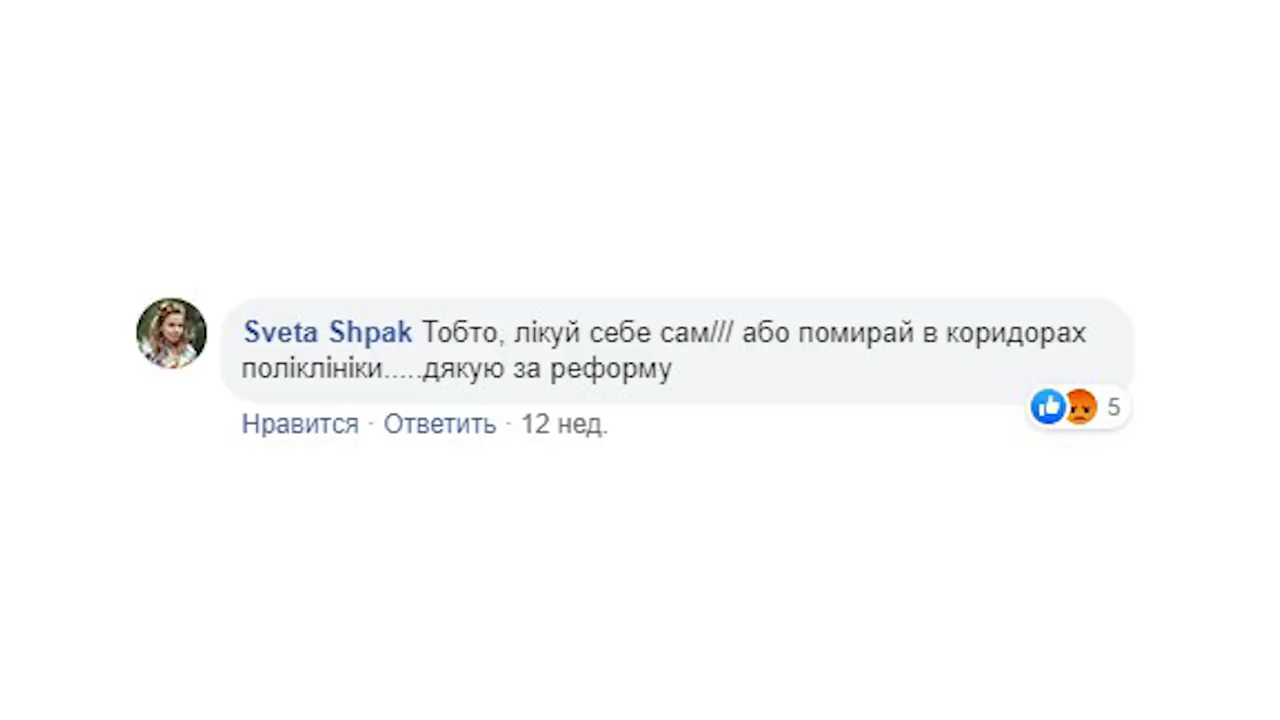 Sveta Shpak Тобто, лікуй себе сам/// або помирай в коридорах
поліклініки.....дякую за реформу
Нравится · Ответить · 12 нед.
5